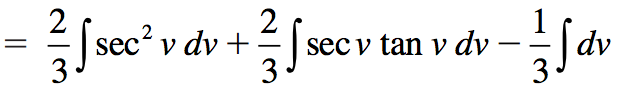 = 2/3 ∫ sec² v dv + 2/3 ∫ sec v tan v dv − 1/3 ∫ dv